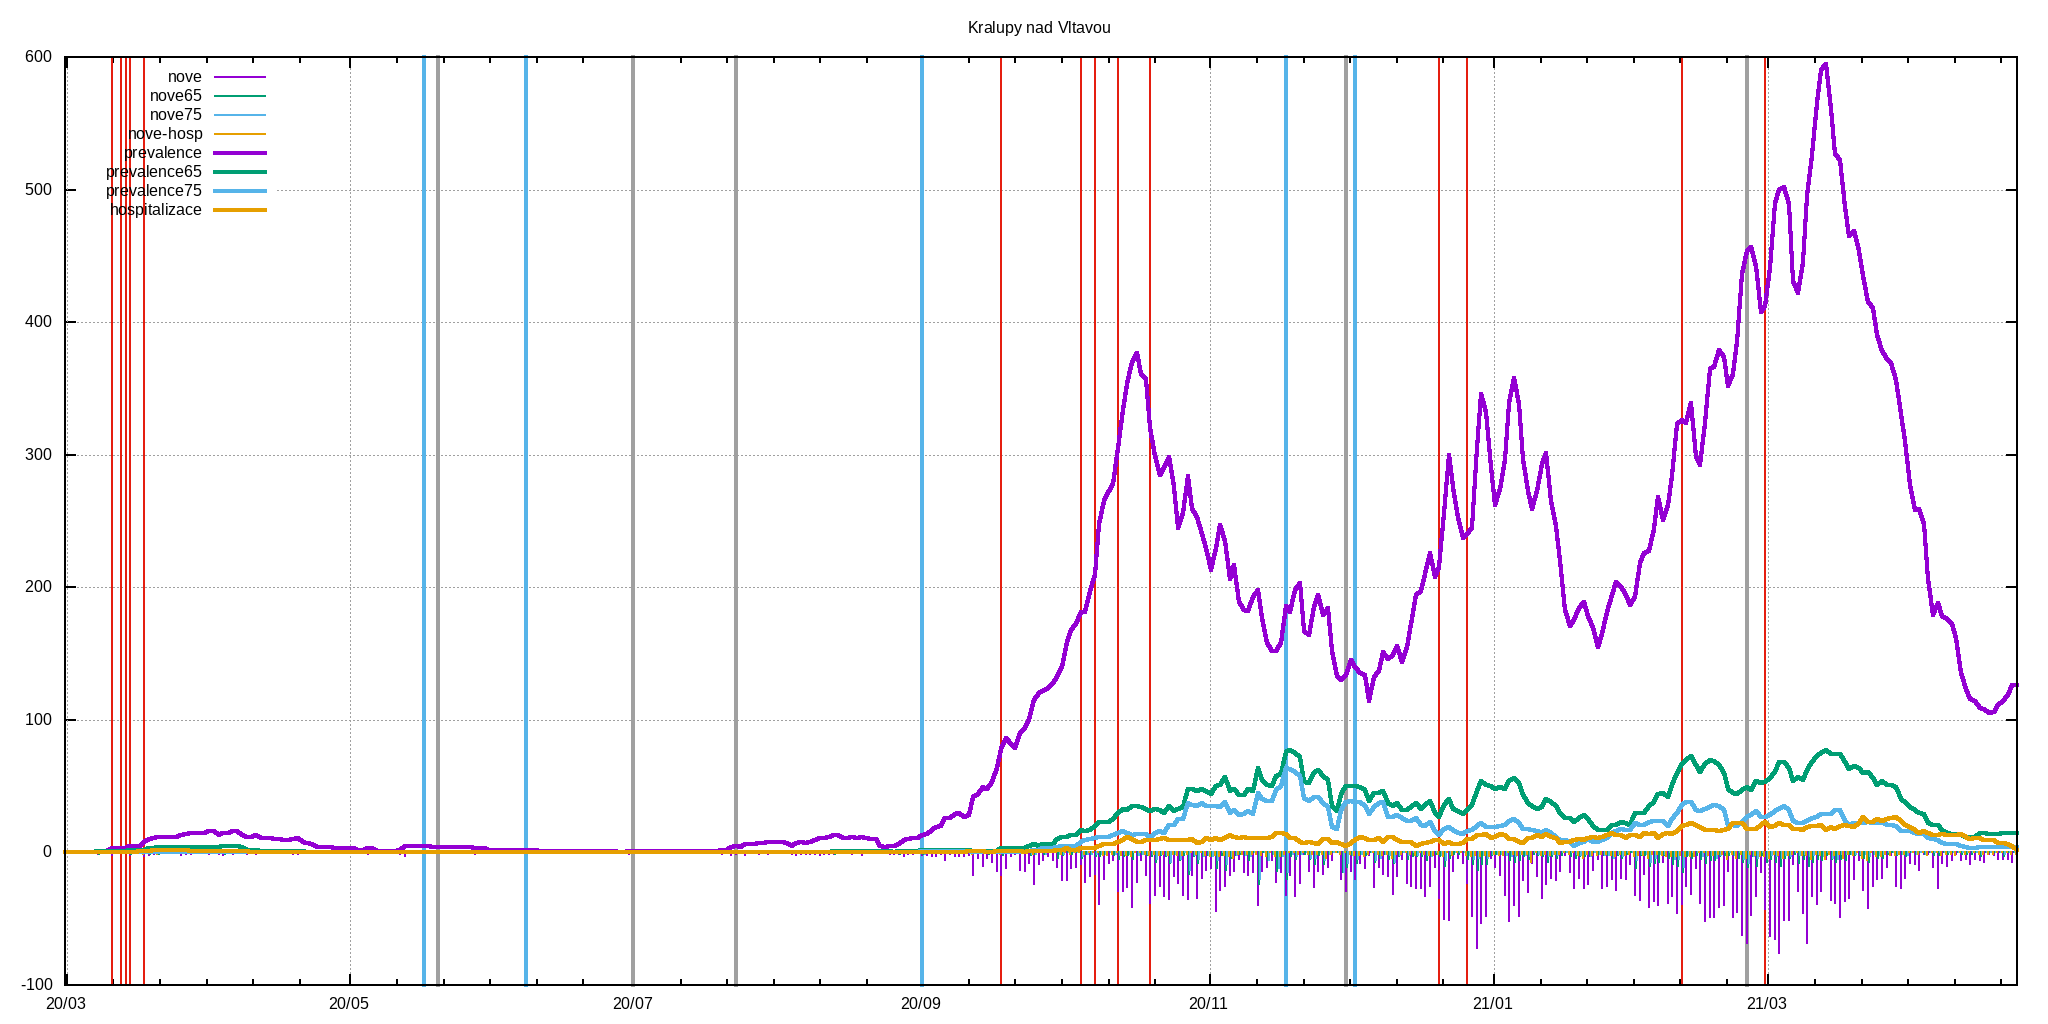 Kralupy nad Vltavou
600
500
400
300
200
100
0
-100
nove
nove65
nove75
nove-hosp
prevalence
prevalence65
prevalence75
hospitalizace
20/03
20/05
20/07
20/09
20/11
21/01
21/03